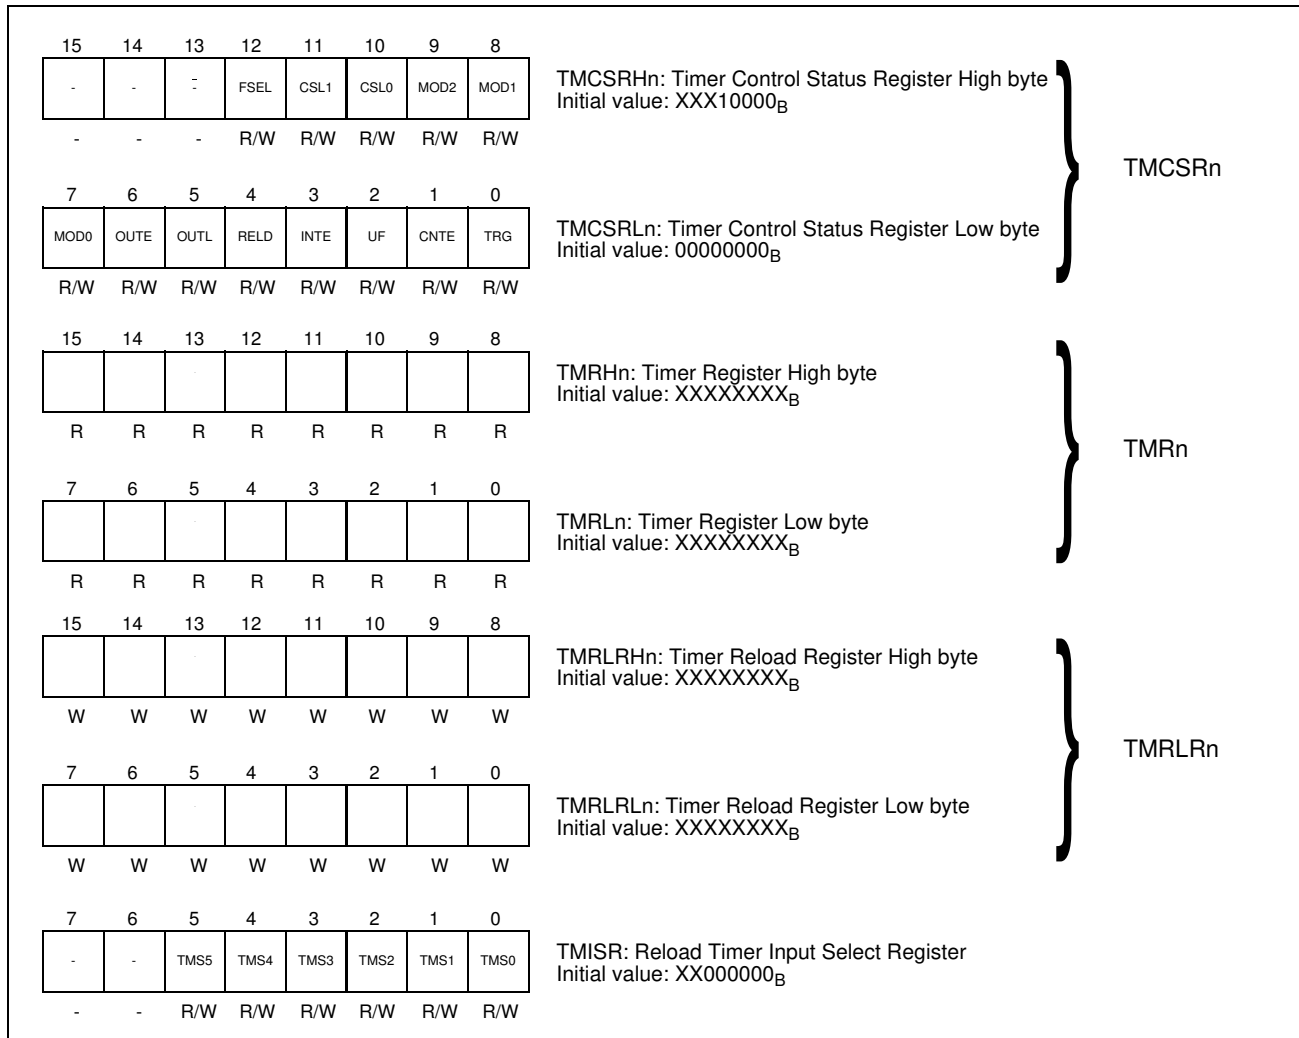 15 14 13 12 11 10 9 8
- - - FSEL CSL1 CSL0 MOD2 MOD1
TMCSRHn: Timer Control Status Register High byte
Initial value: XXX10000B
- - - R/W R/W R/W R/W R/W
TMCSRn
7 6 5 4 3 2 1 0
MOD0 OUTE OUTL RELD INTE UF CNTE TRG
TMCSRLn: Timer Control Status Register Low byte
Initial value: 00000000B
R/W R/W R/W R/W R/W R/W R/W R/W
15 14 13 12 11 10 9 8
TMRHn: Timer Register High byte
Initial value: XXXXXXXXB
R R R R R R R R
TMRn
7 6 5 4 3 2 1 0
TMRLn: Timer Register Low byte
Initial value: XXXXXXXXB
R R R R R R R R
15 14 13 12 11 10 9 8
TMRLRHn: Timer Reload Register High byte
Initial value: XXXXXXXXB
W W W W W W W W
TMRLRn
7 6 5 4 3 2 1 0
TMRLRLn: Timer Reload Register Low byte
Initial value: XXXXXXXXB
W W W W W W W W
7 6 5 4 3 2 1 0
- - TMS5 TMS4 TMS3 TMS2 TMS1 TMS0
TMISR: Reload Timer Input Select Register
Initial value: XX000000B
- - R/W R/W R/W R/W R/W R/W